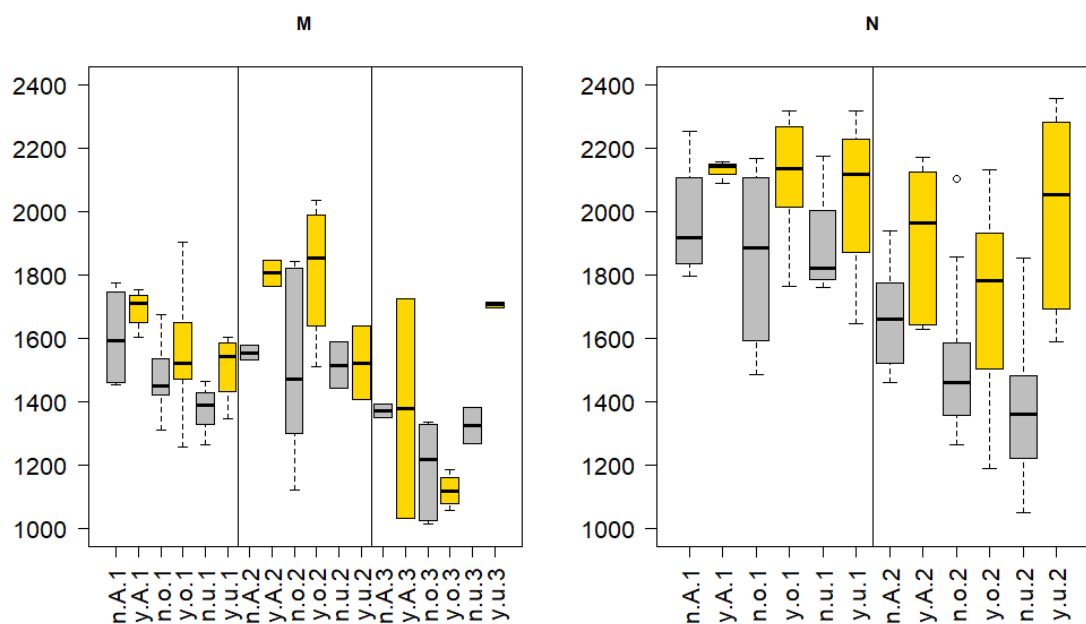 M
N
2400
2200
2000
1800
1600
1400
1200
1000
n.A.1
y.A.1
n.o.1
y.o.1
n.u.1
y.u.1
n.A.2
y.A.2
n.o.2
y.o.2
n.u.2
y.u.2
n.A.3
y.A.3
n.o.3
y.o.3
n.u.3
y.u.3
2400
2200
2000
1800
1600
1400
1200
1000
n.A.1
y.A.1
n.o.1
y.o.1
n.u.1
y.u.1
n.A.2
y.A.2
n.o.2
y.o.2
n.u.2
y.u.2